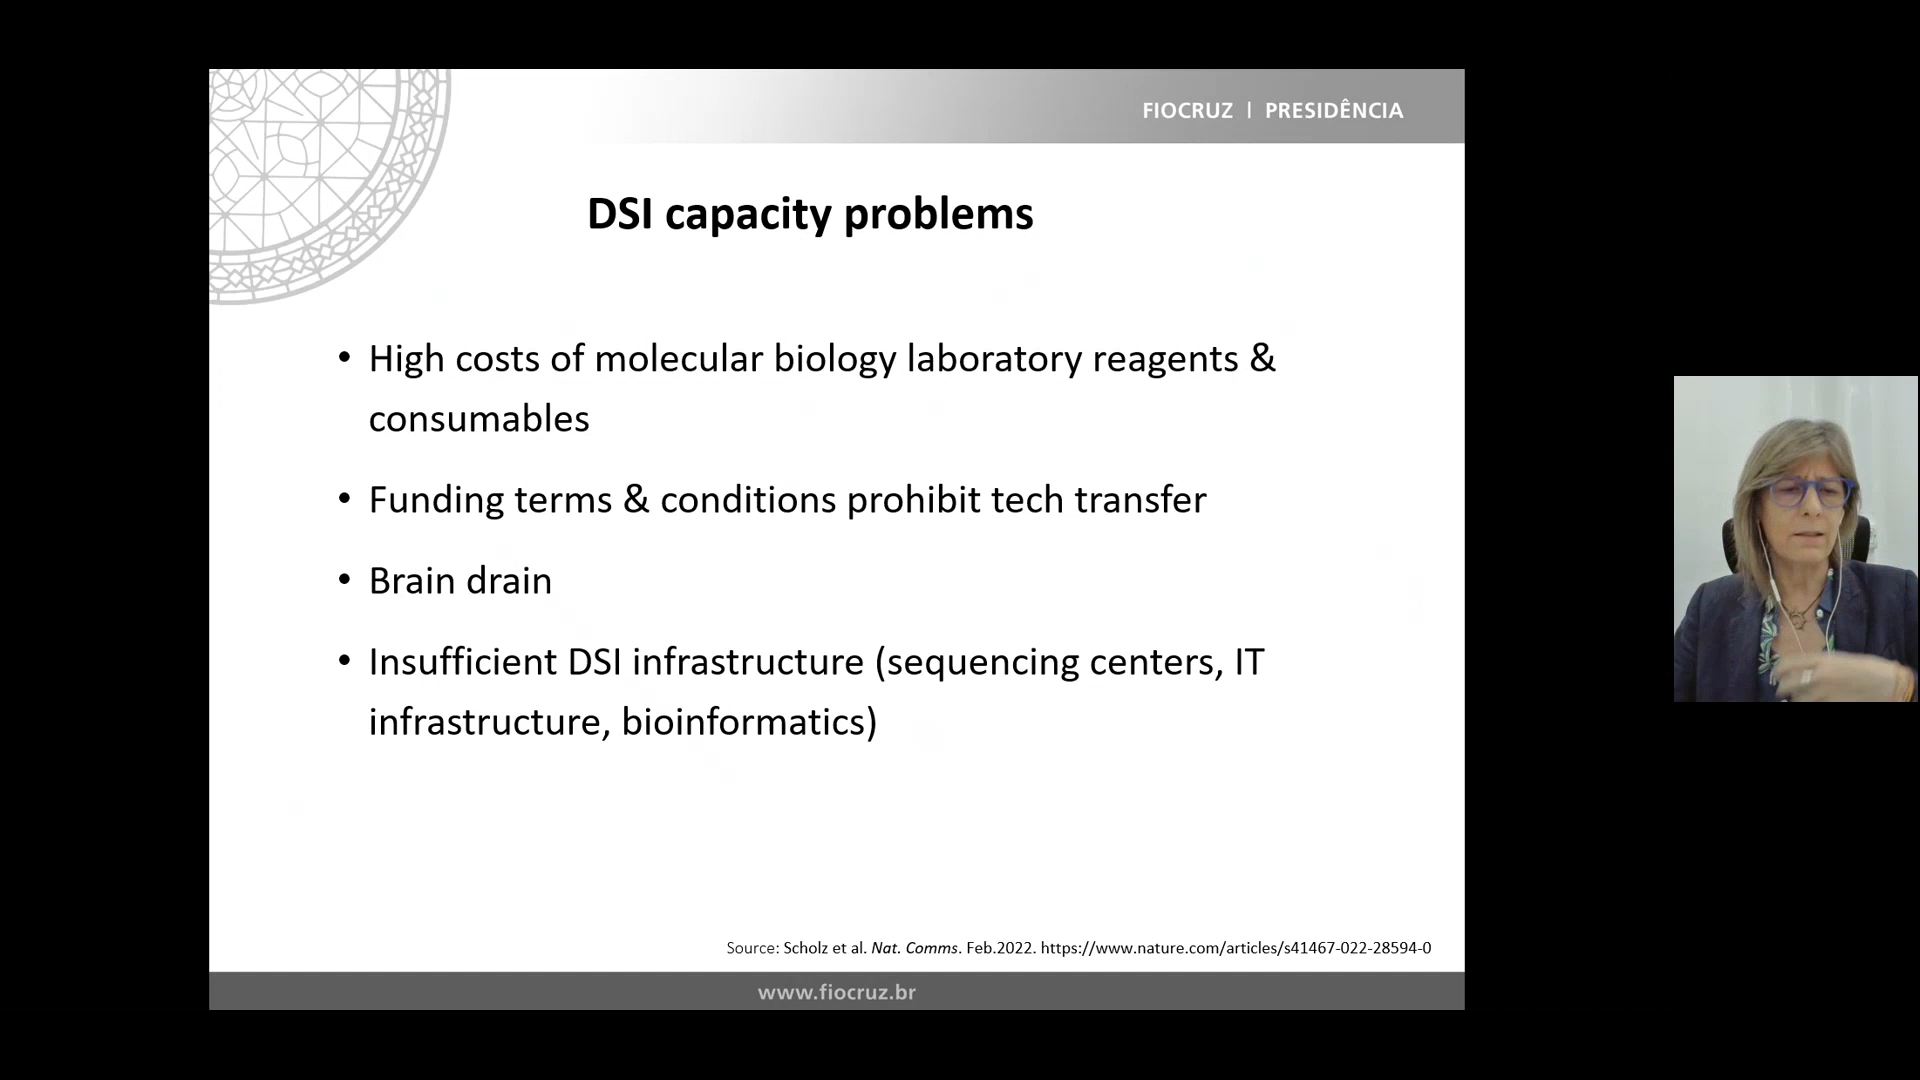 FIOCRUZ | PRESIDÊNCIA
DSI capacity problems
• High costs of molecular biology laboratory reagents &
consumables
• Funding terms & conditions prohibit tech transfer
• Brain drain
• Insufficient DSI infrastructure (sequencing centers, IT
infrastructure, bioinformatics)
Source: Scholz et al. Nat. Comms. Feb.2022. https://www.nature.com/articles/s41467-022-28594-0
www.fiocruz.br